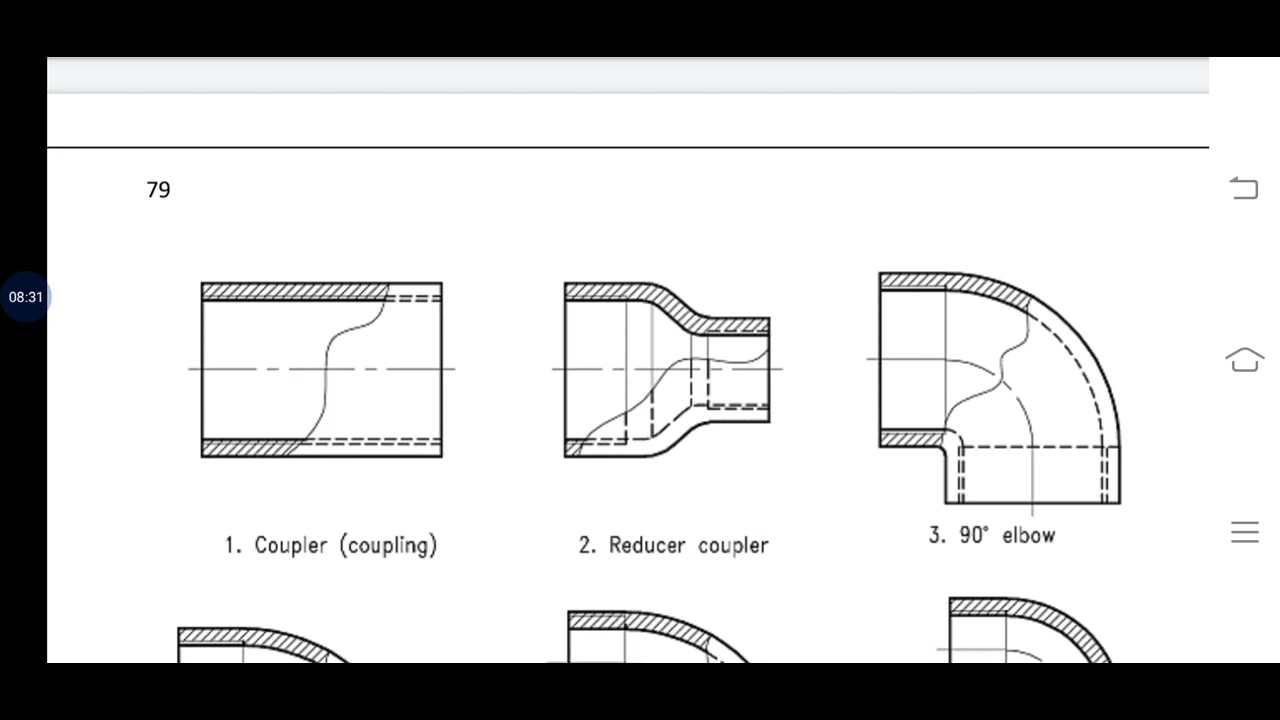 79
08:31
1. Coupler (coupling)
2. Reducer coupler
3. 90° elbow